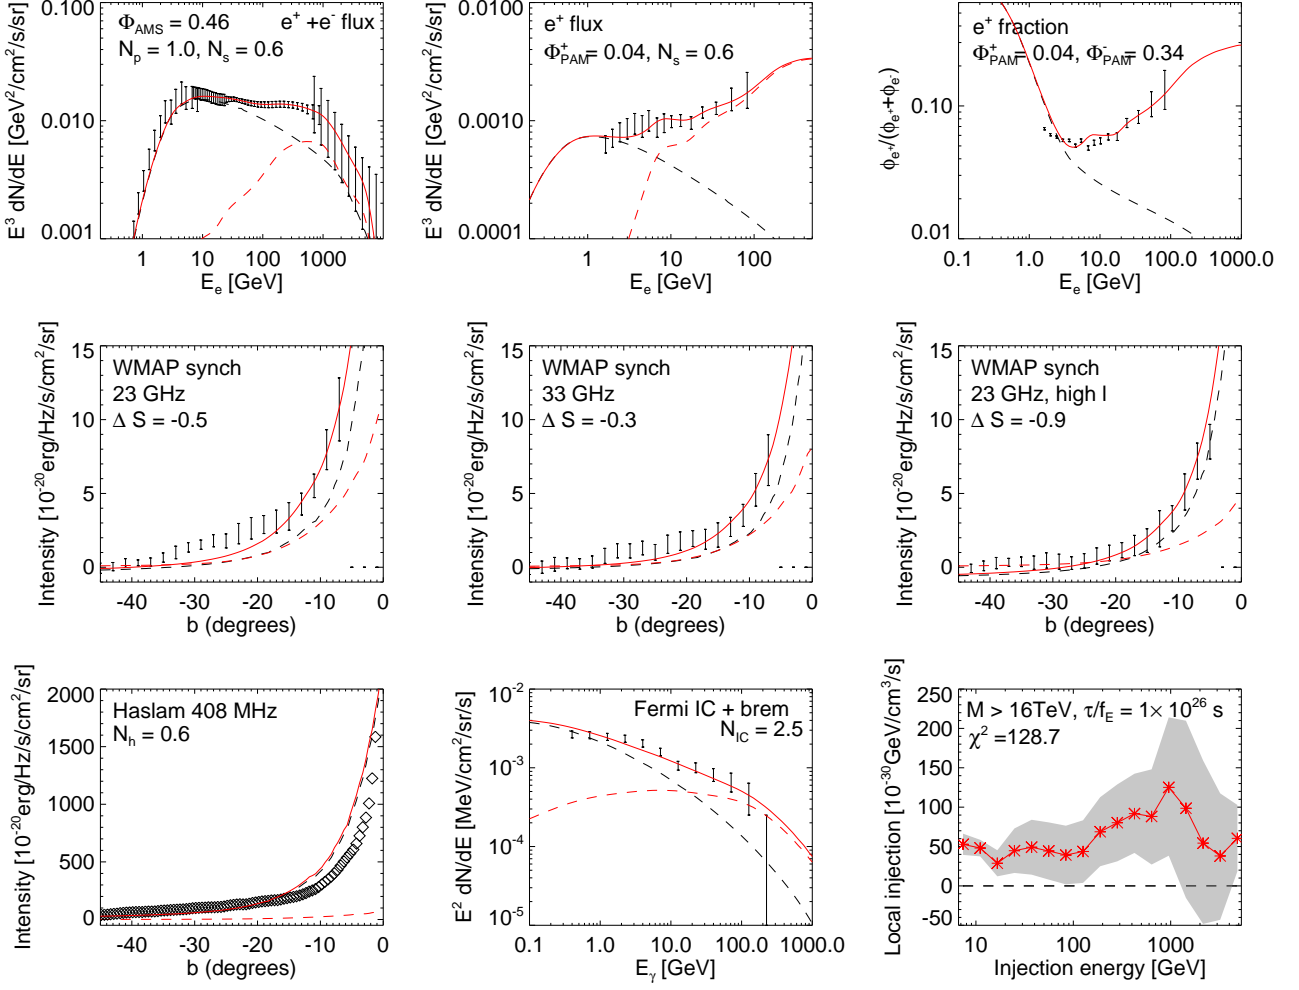 Φ_AMS = 0.46 e⁺ +e⁻ flux
N_p = 1.0, N_s = 0.6
0.1000
0.0100
0.0010
0.0001
E³ dN/dE [GeV²/cm²/s/sr]
1 10 100 1000
E_e [GeV]
e⁺ flux
Φ⁺_PAM= 0.04, N_s = 0.6
0.0100
0.0010
0.0001
E³ dN/dE [GeV²/cm²/s/sr]
1 10 100
E_e [GeV]
e⁺ fraction
Φ⁺_PAM= 0.04, Φ⁻_PAM= 0.34
0.10
0.01
ϕ_e⁺/(ϕ_e⁺+ϕ_e⁻)
0.1 1.0 10.0 100.0 1000.0
E_e [GeV]
WMAP synch
23 GHz
Δ S = -0.5
15
10
5
0
Intensity [10⁻²⁰erg/Hz/s/cm²/sr]
-40 -30 -20 -10 0
b (degrees)
WMAP synch
33 GHz
Δ S = -0.3
15
10
5
0
Intensity [10⁻²⁰erg/Hz/s/cm²/sr]
-40 -30 -20 -10 0
b (degrees)
WMAP synch
23 GHz, high l
Δ S = -0.9
15
10
5
0
Intensity [10⁻²⁰erg/Hz/s/cm²/sr]
-40 -30 -20 -10 0
b (degrees)
Haslam 408 MHz
N_h = 0.6
2000
1500
1000
500
0
Intensity [10⁻²⁰erg/Hz/s/cm²/sr]
-40 -30 -20 -10 0
b (degrees)
Fermi IC + brem
N_IC = 2.5
10⁻²
10⁻³
10⁻⁴
10⁻⁵
E² dN/dE [MeV/cm²/sr/s]
0.1 1.0 10.0 100.0 1000.0
E_γ [GeV]
M > 16TeV, τ/f_E = 1× 10²⁶ s
χ² =128.7
250
200
150
100
50
0
-50
Local injection [10⁻³⁰GeV/cm³/s]
10 100 1000
Injection energy [GeV]